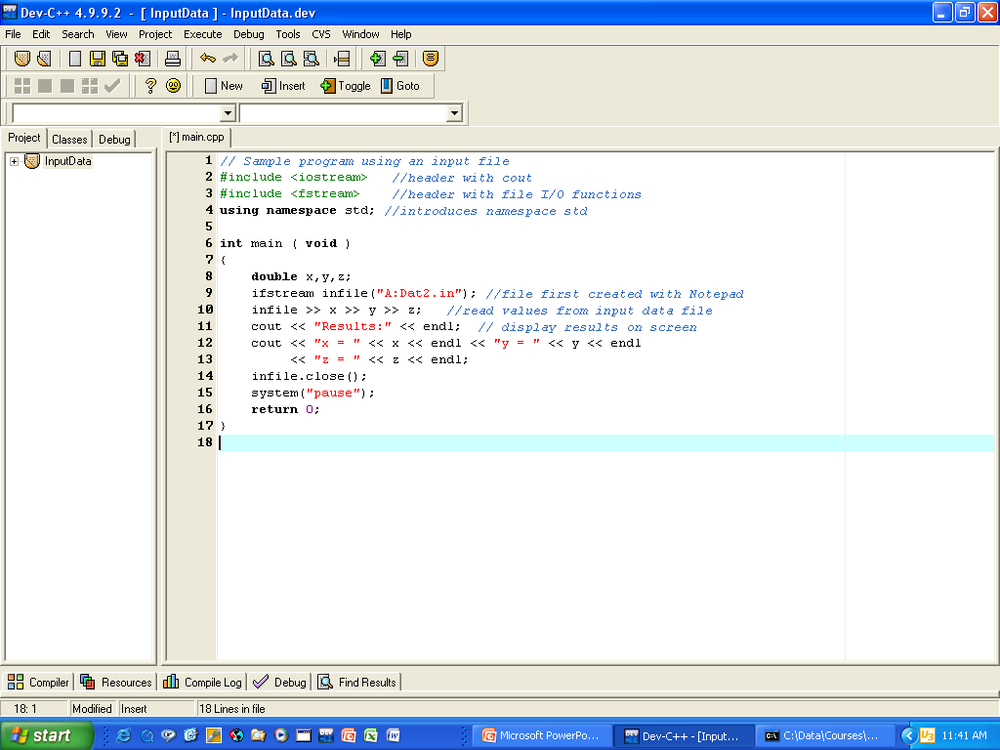 Dev-C++ 4.9.9.2 - [ InputData ] - InputData.dev
File Edit Search View Project Execute Debug Tools CVS Window Help
New Insert Toggle Goto
Project Classes Debug [*] main.cpp
InputData
1 // Sample program using an input file
2 #include <iostream> //header with cout
3 #include <fstream> //header with file I/O functions
4 using namespace std; //introduces namespace std
5
6 int main ( void )
7 {
8 double x,y,z;
9 ifstream infile("A:Dat2.in"); //file first created with Notepad
10 infile >> x >> y >> z; //read values from input data file
11 cout << "Results:" << endl; // display results on screen
12 cout << "x = " << x << endl << "y = " << y << endl
13 << "z = " << z << endl;
14 infile.close();
15 system("pause");
16 return 0;
17 }
18
Compiler Resources Compile Log Debug Find Results
18: 1 Modified Insert 18 Lines in file
start Microsoft PowerPo... Dev-C++ - [Input... C:\Data\Courses\... 11:41 AM